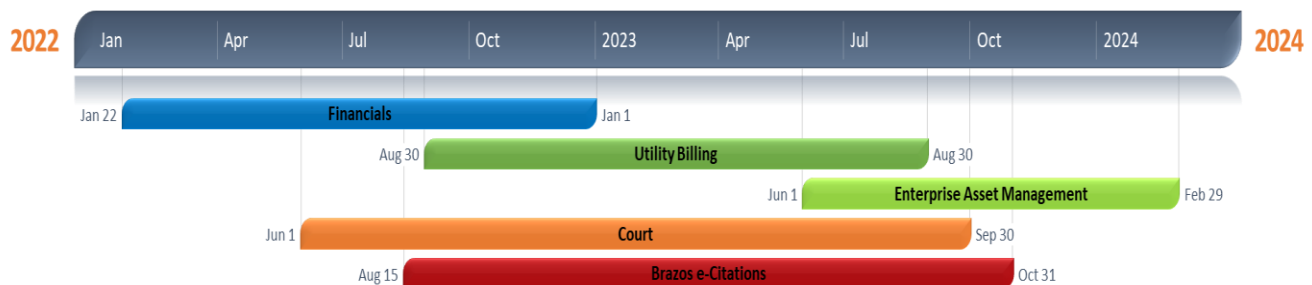 2022 Jan Apr Jul Oct 2023 Apr Jul Oct 2024 2024
Jan 22 Financials Jan 1
Aug 30 Utility Billing Aug 30
Jun 1 Enterprise Asset Management Feb 29
Jun 1 Court Sep 30
Aug 15 Brazos e-Citations Oct 31